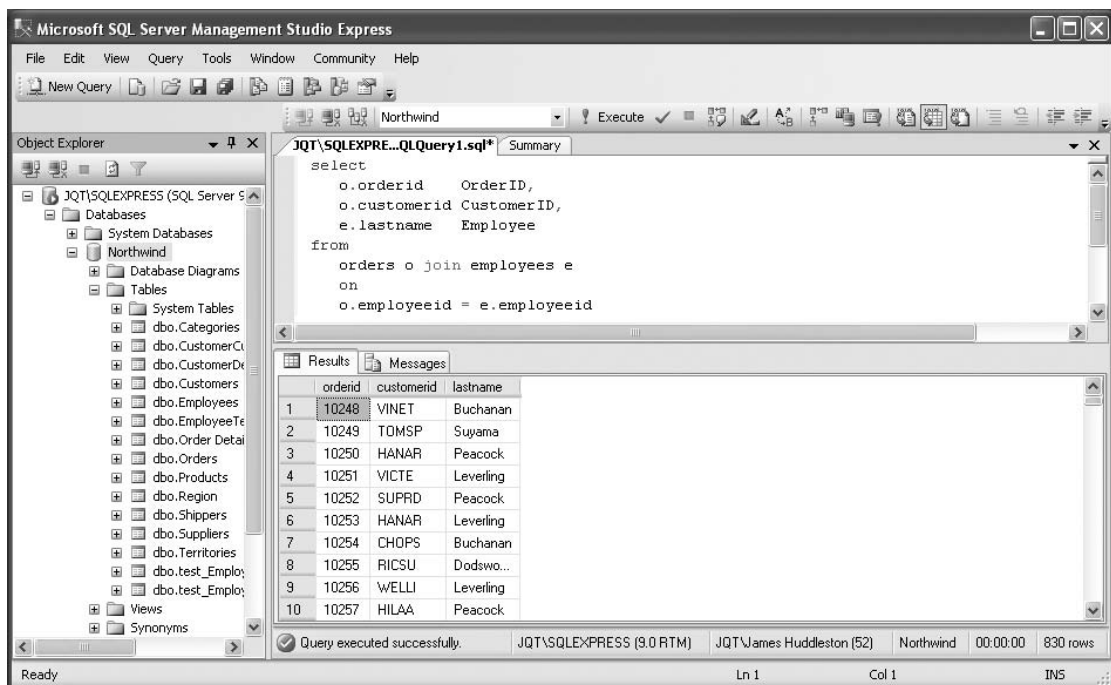 Microsoft SQL Server Management Studio Express
File Edit View Query Tools Window Community Help
New Query
Northwind Execute
Object Explorer
JQT\SQLEXPRE...QLQuery1.sql* Summary
JQT\SQLEXPRESS (SQL Server 9
Databases
System Databases
Northwind
Database Diagrams
Tables
System Tables
dbo.Categories
dbo.CustomerCu
dbo.CustomerDe
dbo.Customers
dbo.Employees
dbo.EmployeeTe
dbo.Order Detai
dbo.Orders
dbo.Products
dbo.Region
dbo.Shippers
dbo.Suppliers
dbo.Territories
dbo.test_Employ
dbo.test_Employ
Views
Synonyms
select
o.orderid OrderID,
o.customerid CustomerID,
e.lastname Employee
from
orders o join employees e
on
o.employeeid = e.employeeid
Results Messages
orderid customerid lastname
1 10248 VINET Buchanan
2 10249 TOMSP Suyama
3 10250 HANAR Peacock
4 10251 VICTE Leverling
5 10252 SUPRD Peacock
6 10253 HANAR Leverling
7 10254 CHOPS Buchanan
8 10255 RICSU Dodswo...
9 10256 WELLI Leverling
10 10257 HILAA Peacock
Query executed successfully. JQT\SQLEXPRESS (9.0 RTM) JQT\James Huddleston (52) Northwind 00:00:00 830 rows
Ready Ln 1 Col 1 INS